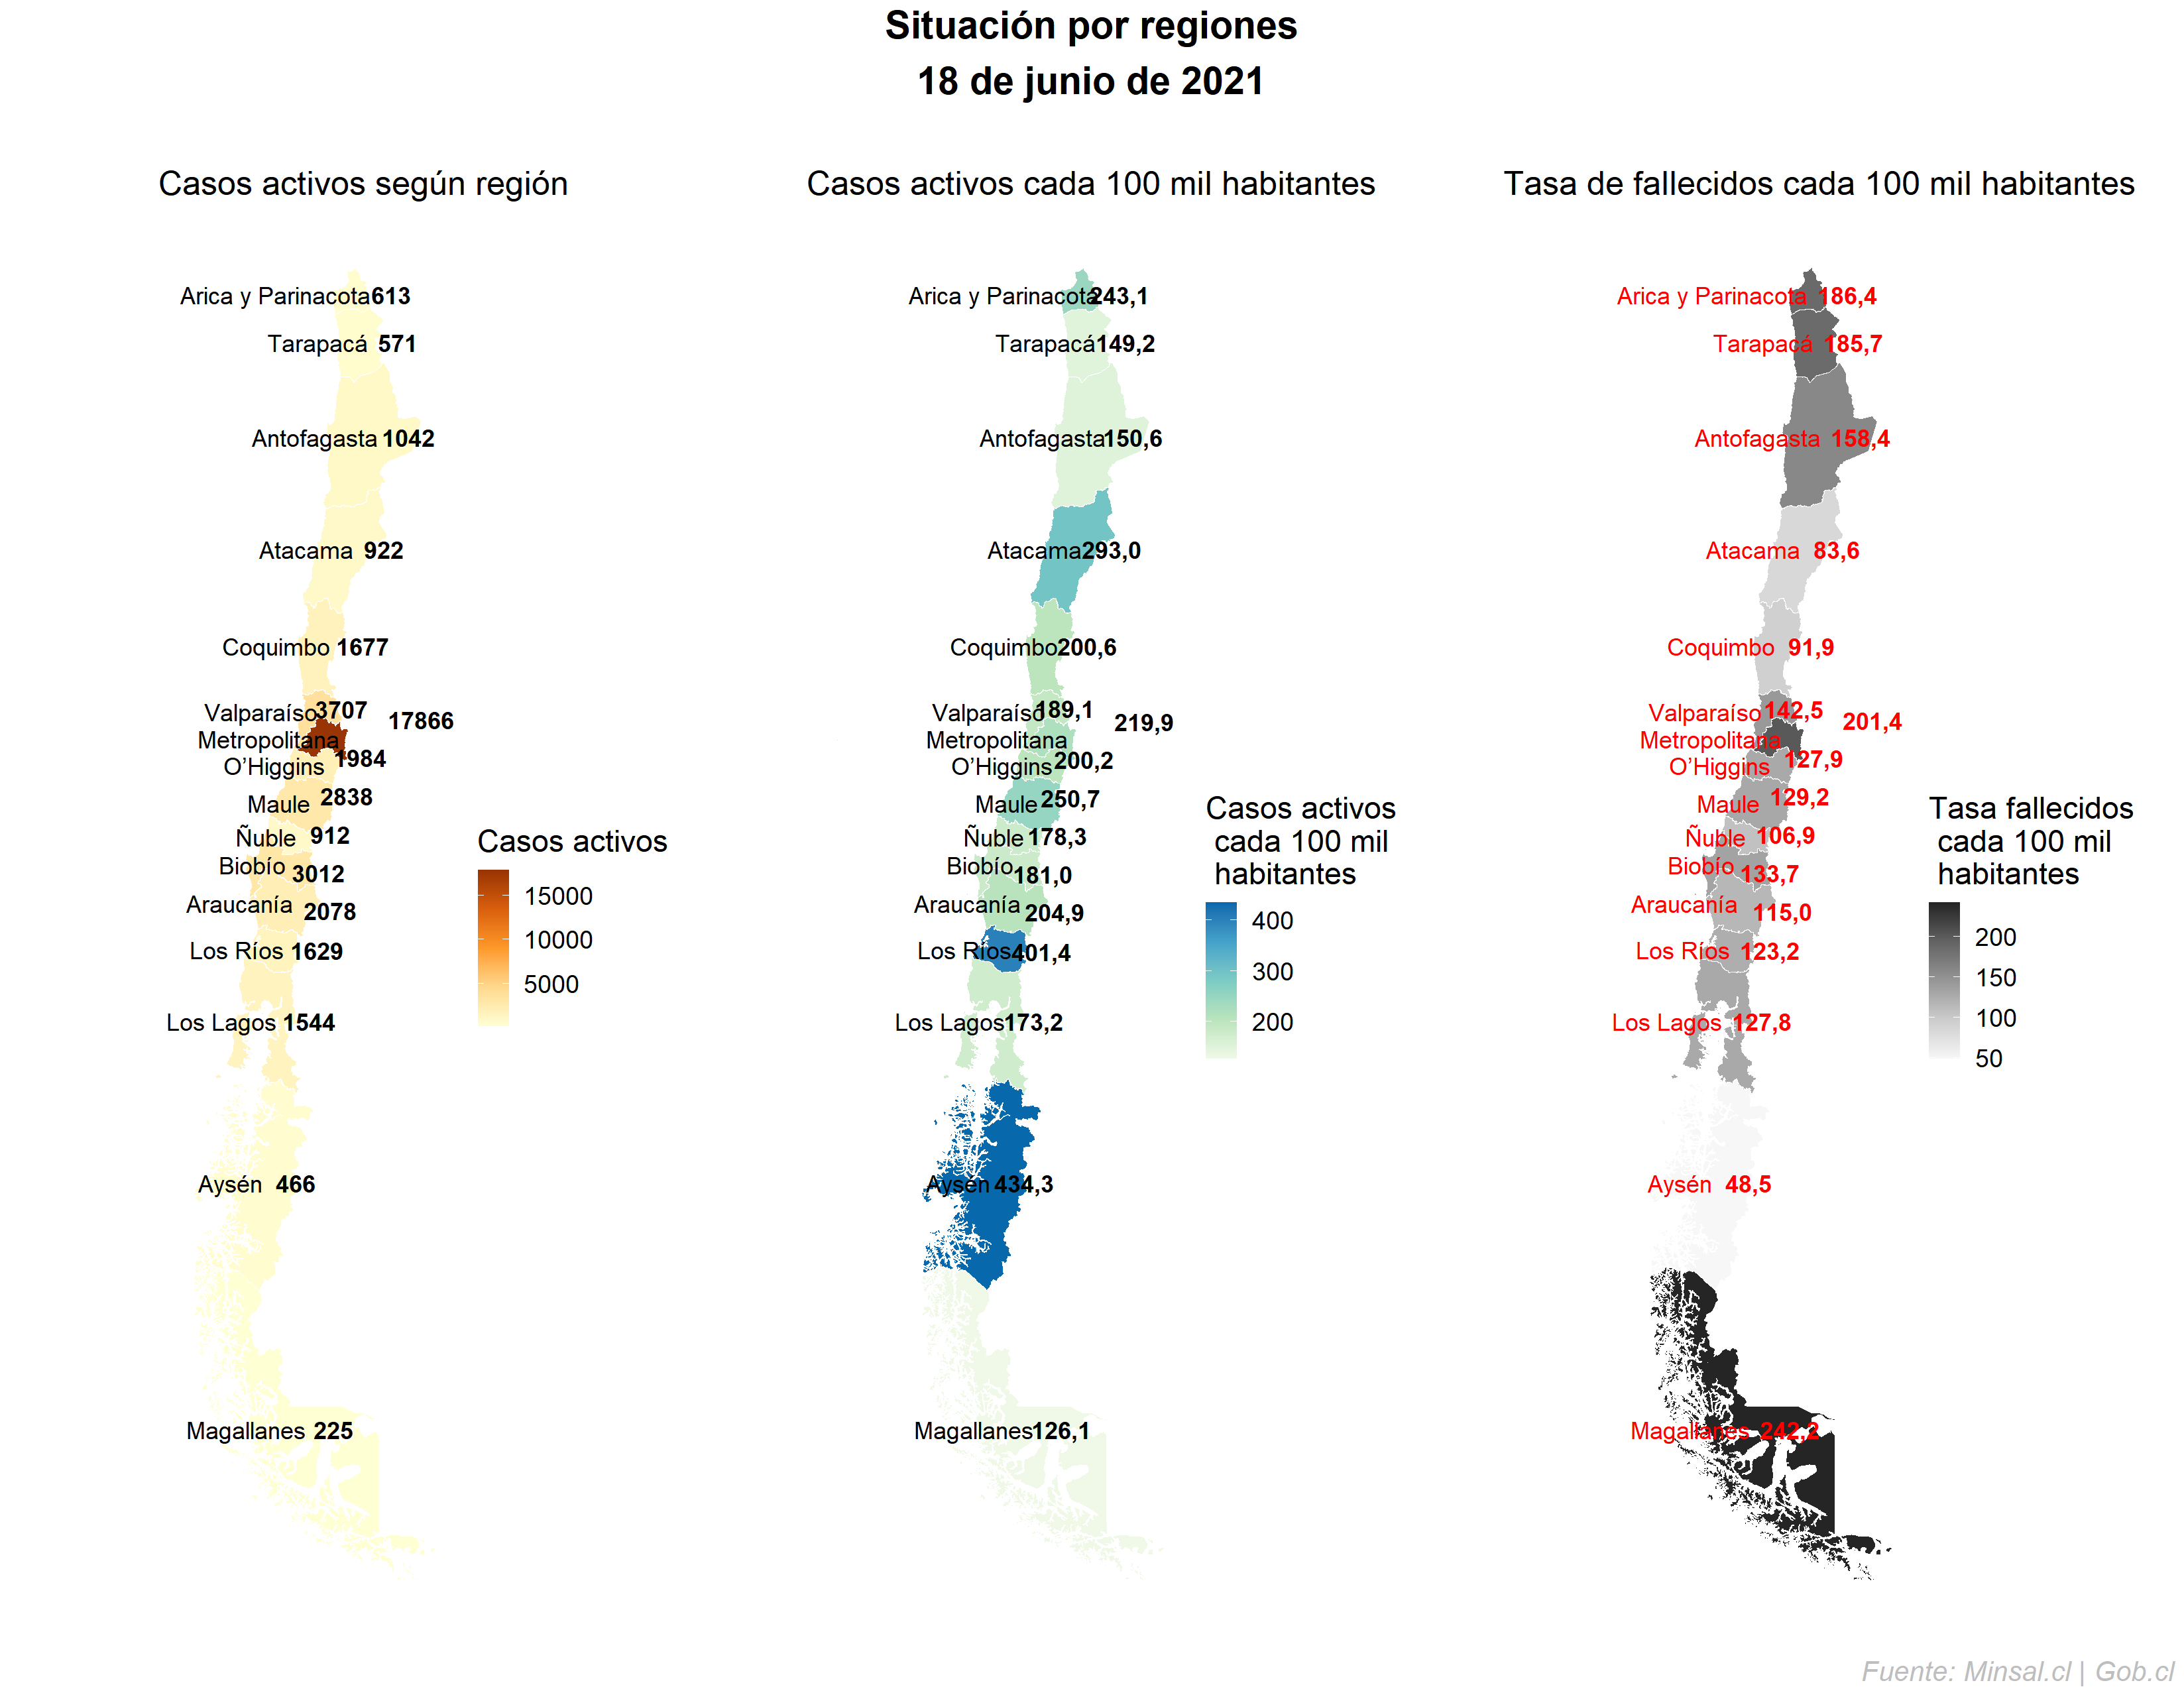 Situación por regiones
18 de junio de 2021
Casos activos según región
Arica y Parinacota 613
Tarapacá 571
Antofagasta 1042
Atacama 922
Coquimbo 1677
Valparaíso 3707
Metropolitana 17866
O’Higgins 1984
Maule 2838
Ñuble 912
Biobío 3012
Araucanía 2078
Los Ríos 1629
Los Lagos 1544
Aysén 466
Magallanes 225
Casos activos
15000
10000
5000
Casos activos cada 100 mil habitantes
Arica y Parinacota 243,1
Tarapacá 149,2
Antofagasta 150,6
Atacama 293,0
Coquimbo 200,6
Valparaíso 189,1
Metropolitana 219,9
O’Higgins 200,2
Maule 250,7
Ñuble 178,3
Biobío 181,0
Araucanía 204,9
Los Ríos 401,4
Los Lagos 173,2
Aysén 434,3
Magallanes 126,1
Casos activos
cada 100 mil
habitantes
400
300
200
Tasa de fallecidos cada 100 mil habitantes
Arica y Parinacota 186,4
Tarapacá 185,7
Antofagasta 158,4
Atacama 83,6
Coquimbo 91,9
Valparaíso 142,5
Metropolitana 201,4
O’Higgins 127,9
Maule 129,2
Ñuble 106,9
Biobío 133,7
Araucanía 115,0
Los Ríos 123,2
Los Lagos 127,8
Aysén 48,5
Magallanes 242,2
Tasa fallecidos
cada 100 mil
habitantes
200
150
100
50
Fuente: Minsal.cl | Gob.cl